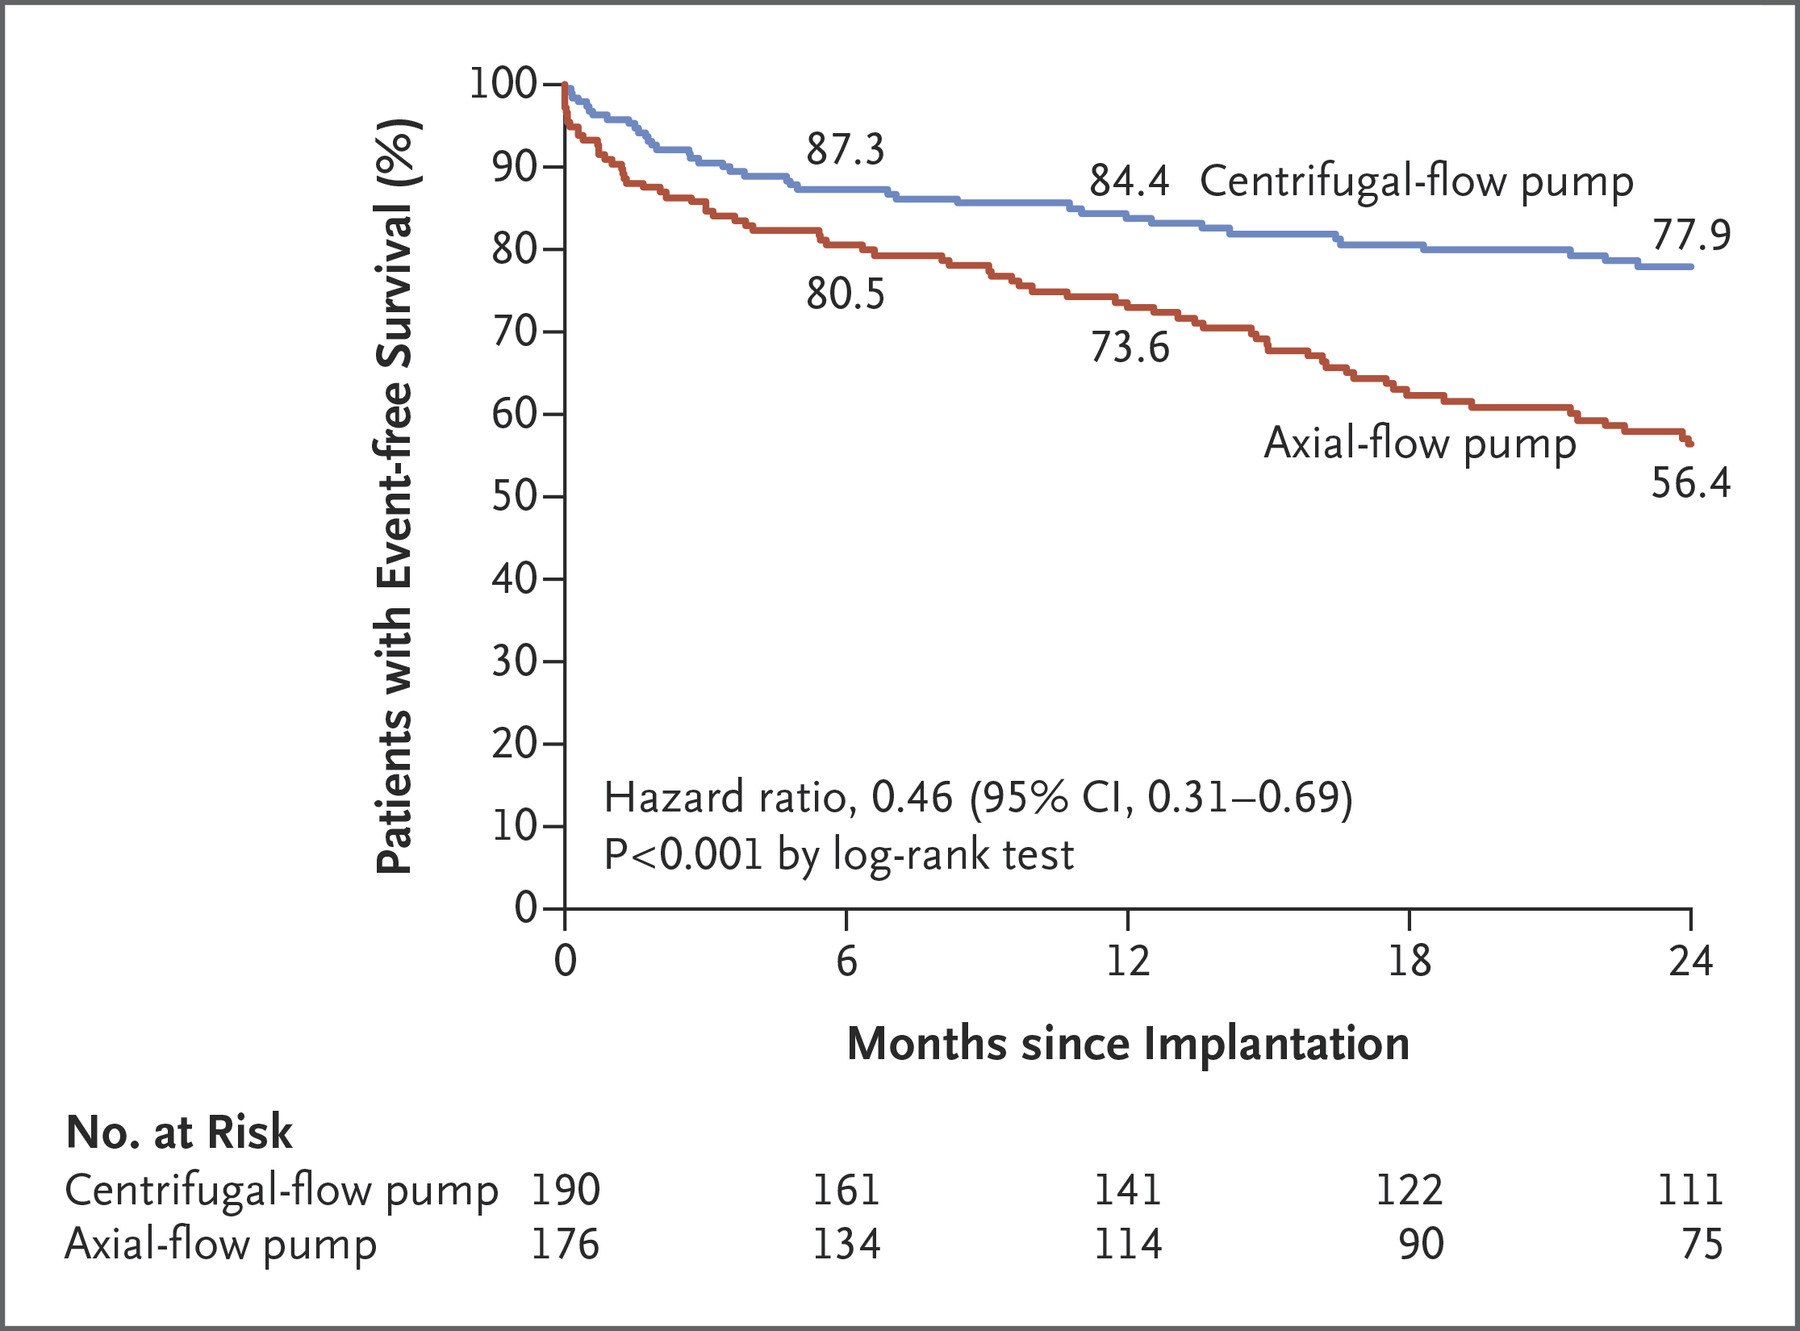 Patients with Event-free Survival (%)
100
90
80
70
60
50
40
30
20
10
0
87.3
84.4
Centrifugal-flow pump
77.9
80.5
73.6
Axial-flow pump
56.4
Hazard ratio, 0.46 (95% CI, 0.31–0.69)
P<0.001 by log-rank test
0 6 12 18 24
Months since Implantation
No. at Risk
Centrifugal-flow pump 190 161 141 122 111
Axial-flow pump 176 134 114 90 75